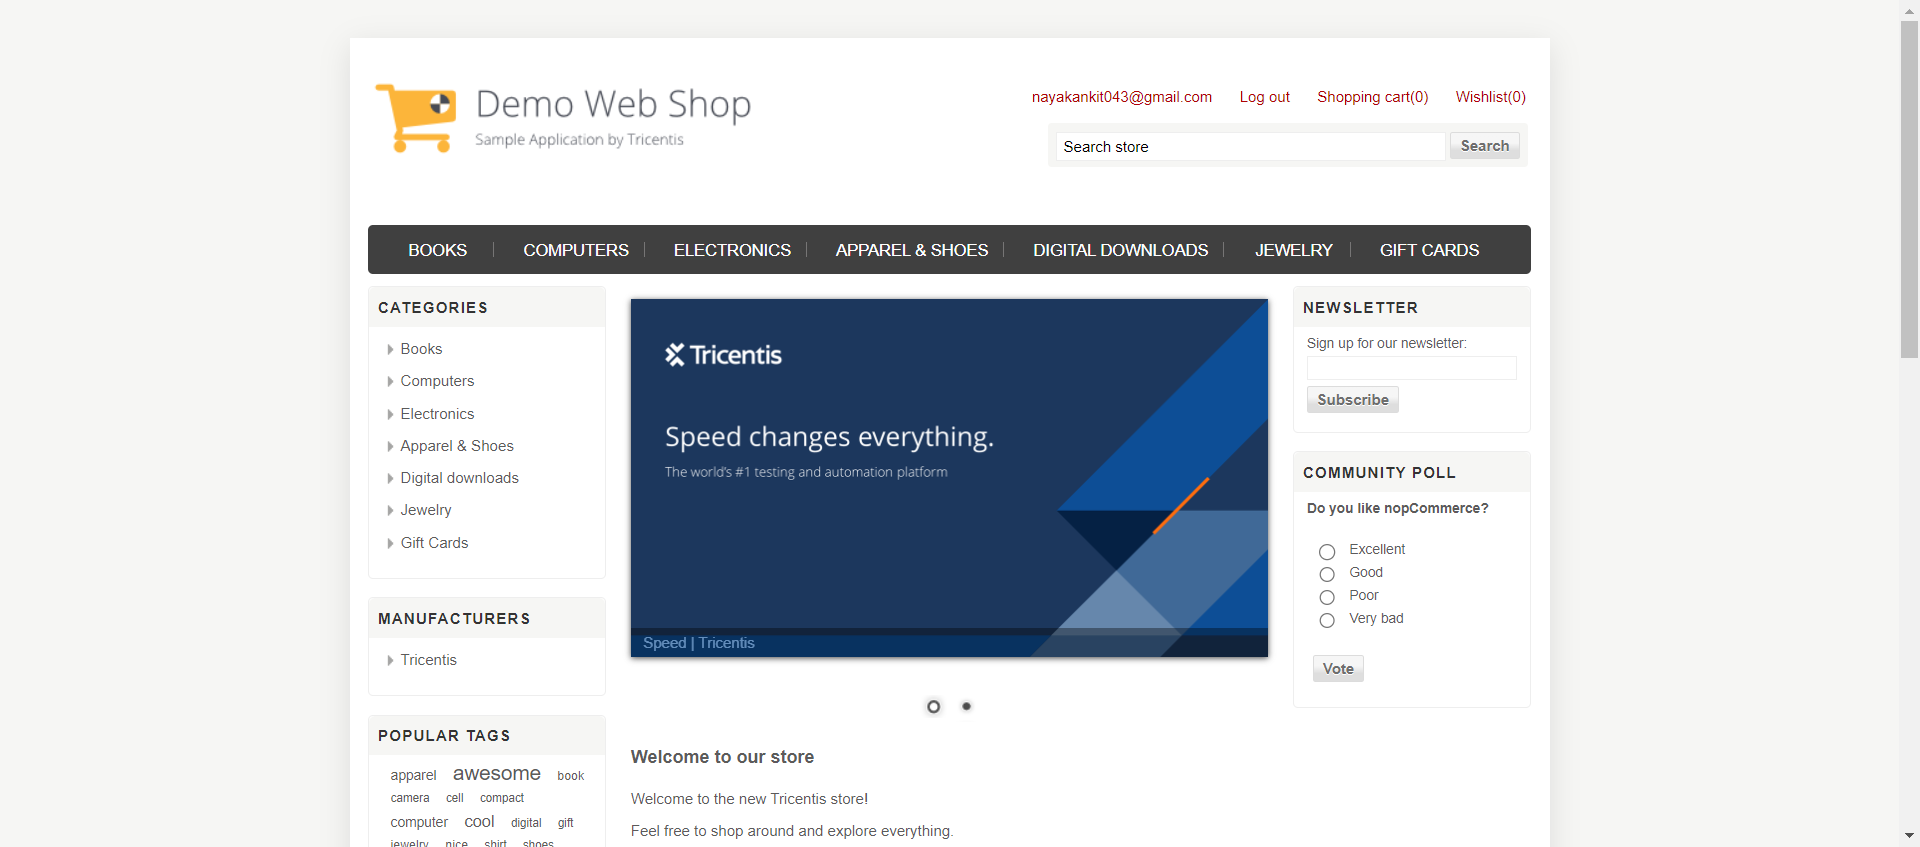 Demo Web Shop
Sample Application by Tricentis
nayakankit043@gmail.com Log out Shopping cart(0) Wishlist(0)
Search store Search
BOOKS COMPUTERS ELECTRONICS APPAREL & SHOES DIGITAL DOWNLOADS JEWELRY GIFT CARDS
CATEGORIES
Books
Computers
Electronics
Apparel & Shoes
Digital downloads
Jewelry
Gift Cards
MANUFACTURERS
Tricentis
POPULAR TAGS
apparel awesome book
camera cell compact
computer cool digital gift
jewelry nice shirt shoes
Tricentis
Speed changes everything.
The world's #1 testing and automation platform
Speed | Tricentis
Welcome to our store
Welcome to the new Tricentis store!
Feel free to shop around and explore everything.
NEWSLETTER
Sign up for our newsletter:
Subscribe
COMMUNITY POLL
Do you like nopCommerce?
Excellent
Good
Poor
Very bad
Vote